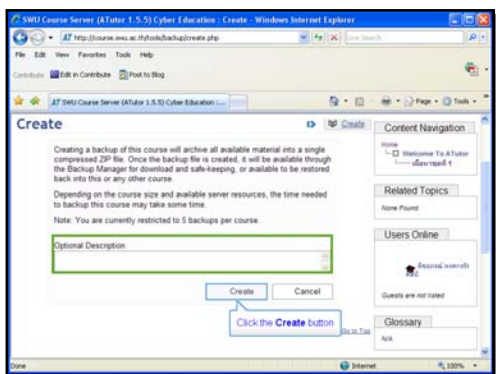 SWU Course Server (ATutor 1.5.5) Cyber Education : Create - Windows Internet Explorer
http://course.swu.ac.th/tools/backup/create.php
Live Search
File Edit View Favorites Tools Help
Contribute Edit in Contribute Post to Blog
SWU Course Server (ATutor 1.5.5) Cyber Education : ...
Page Tools
Create
Create
Creating a backup of this course will archive all available material into a single
compressed ZIP file. Once the backup file is created, it will be available through
the Backup Manager for download and safe-keeping, or available to be restored
back into this or any other course.
Depending on the course size and available server resources, the time needed
to backup this course may take some time.
Note: You are currently restricted to 5 backups per course.
Optional Description
Create Cancel
Click the Create button
Go to Top
Content Navigation
Home
Welcome To ATutor
Related Topics
None Found
Users Online
Guests are not listed
Glossary
N/A
Done Internet 100%